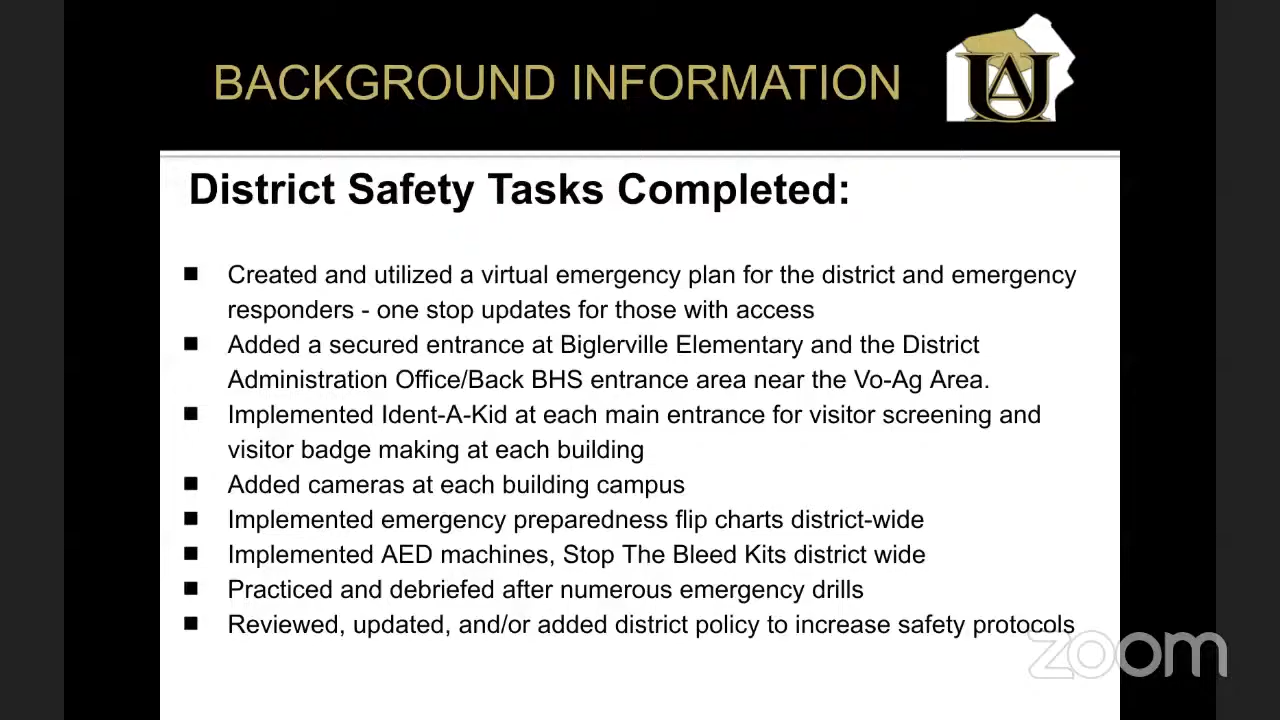 BACKGROUND INFORMATION
UA
District Safety Tasks Completed:
■ Created and utilized a virtual emergency plan for the district and emergency
responders - one stop updates for those with access
■ Added a secured entrance at Biglerville Elementary and the District
Administration Office/Back BHS entrance area near the Vo-Ag Area.
■ Implemented Ident-A-Kid at each main entrance for visitor screening and
visitor badge making at each building
■ Added cameras at each building campus
■ Implemented emergency preparedness flip charts district-wide
■ Implemented AED machines, Stop The Bleed Kits district wide
■ Practiced and debriefed after numerous emergency drills
■ Reviewed, updated, and/or added district policy to increase safety protocols
zoom